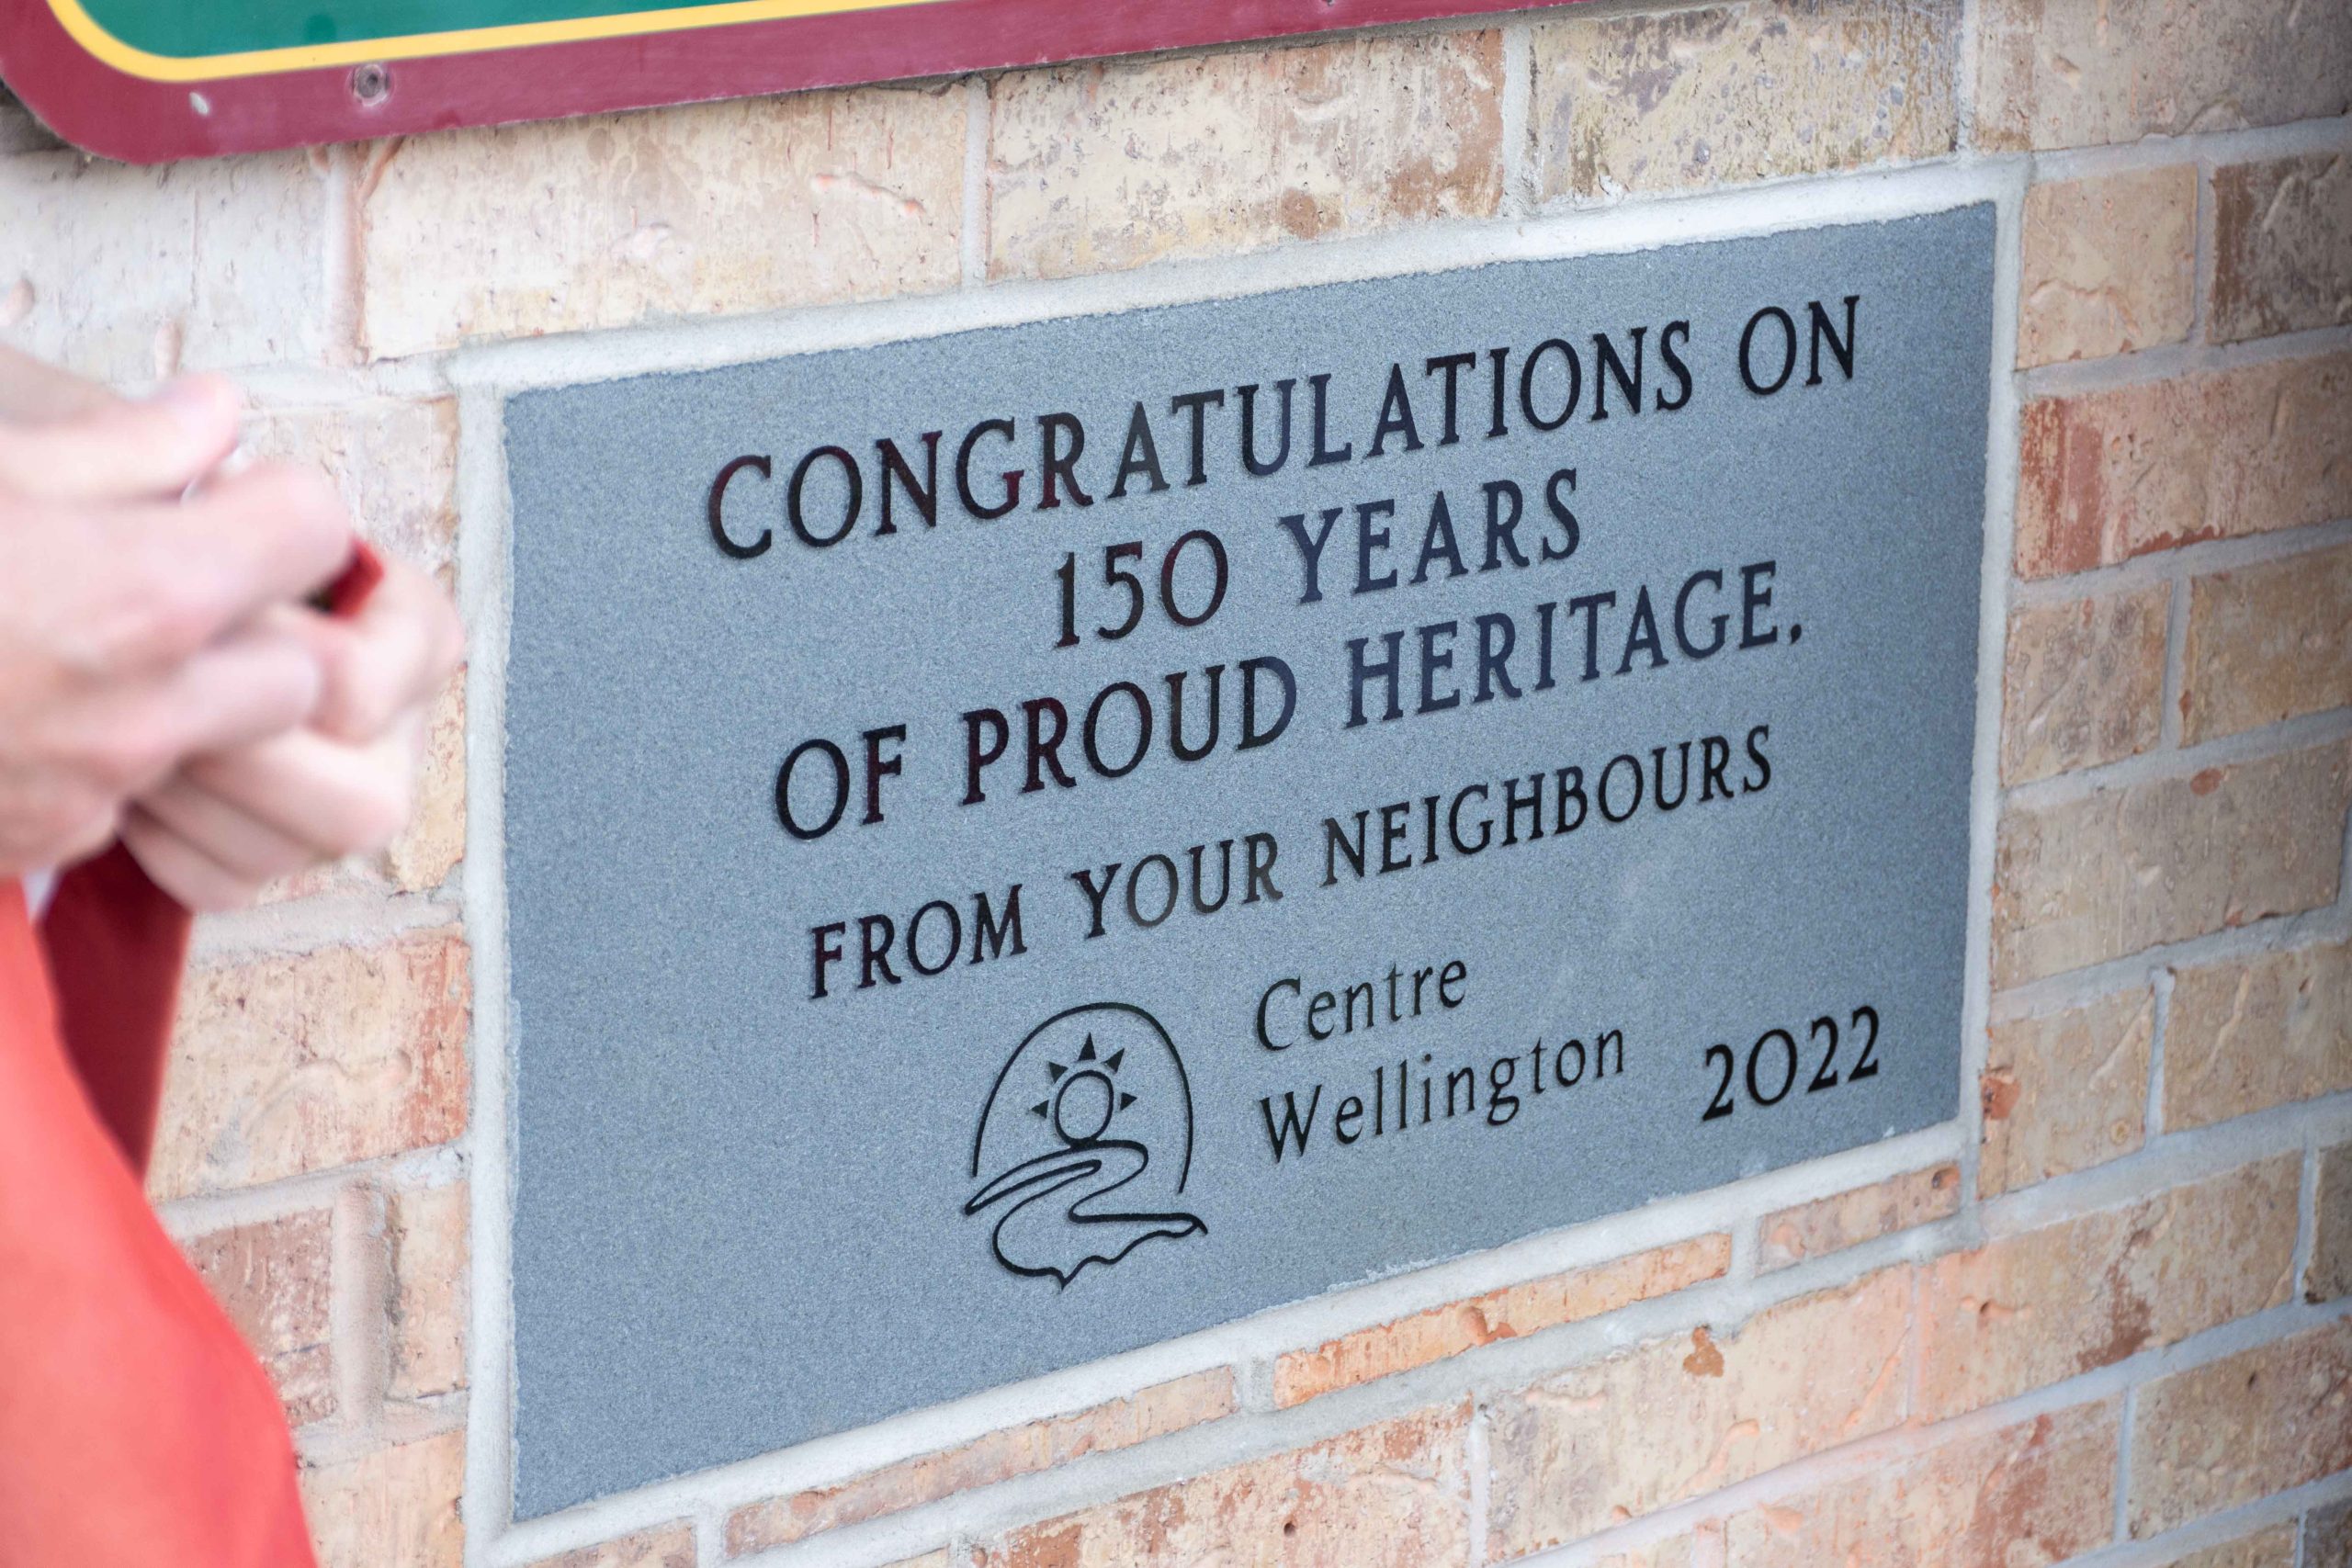 CONGRATULATIONS ON
150 YEARS
OF PROUD HERITAGE.
FROM YOUR NEIGHBOURS
Centre
Wellington 2022